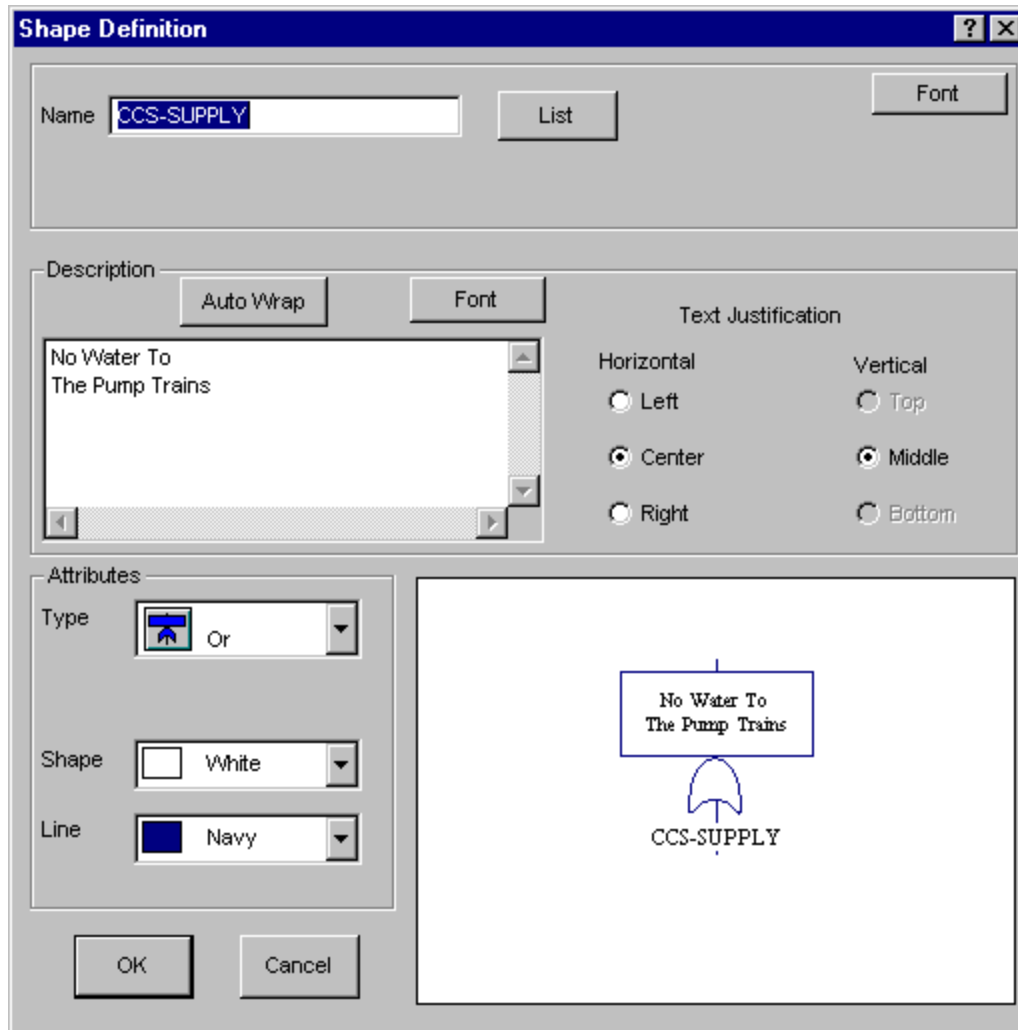 Shape Definition
Name CCS-SUPPLY List Font
Description
Auto Wrap Font
Text Justification
No Water To
The Pump Trains
Horizontal Vertical
Left Top
Center Middle
Right Bottom
Attributes
Type Or
Shape White
Line Navy
No Water To
The Pump Trains
CCS-SUPPLY
OK Cancel